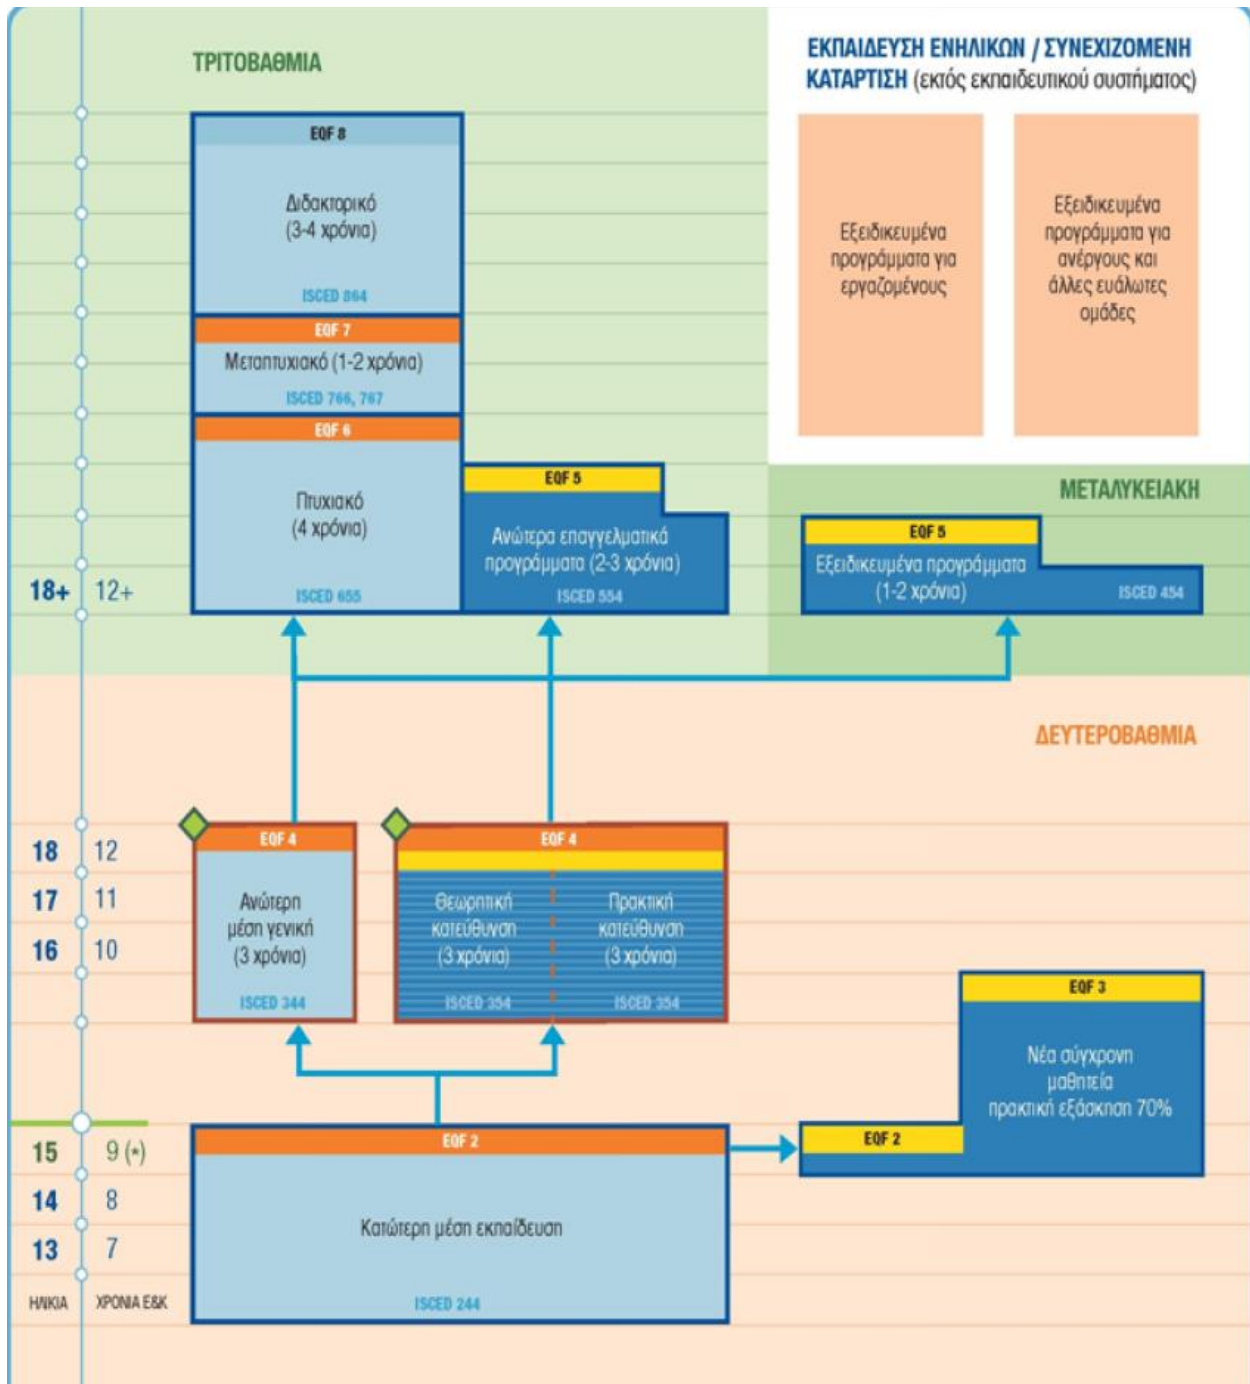 ΤΡΙΤΟΒΑΘΜΙΑ
ΕΚΠΑΙΔΕΥΣΗ ΕΝΗΛΙΚΩΝ / ΣΥΝΕΧΙΖΟΜΕΝΗ
ΚΑΤΑΡΤΙΣΗ (εκτός εκπαιδευτικού συστήματος)
EQF 8
Διδακτορικό
(3-4 χρόνια)
ISCED 864
EQF 7
Μεταπτυχιακό (1-2 χρόνια)
ISCED 766, 767
EQF 6
Πτυχιακό
(4 χρόνια)
ISCED 655
EQF 5
Ανώτερα επαγγελματικά
προγράμματα (2-3 χρόνια)
ISCED 554
Εξειδικευμένα
προγράμματα για
εργαζομένους
Εξειδικευμένα
προγράμματα για
ανέργους και
άλλες ευάλωτες
ομάδες
ΜΕΤΑΛΥΚΕΙΑΚΗ
EQF 5
Εξειδικευμένα προγράμματα
(1-2 χρόνια)
ISCED 454
18+ 12+
ΔΕΥΤΕΡΟΒΑΘΜΙΑ
18 12
17 11
16 10
EQF 4
Ανώτερη
μέση γενική
(3 χρόνια)
ISCED 344
EQF 4
Θεωρητική
κατεύθυνση
(3 χρόνια)
ISCED 354
Πρακτική
κατεύθυνση
(3 χρόνια)
ISCED 354
EQF 3
Νέα σύγχρονη
μαθητεία
πρακτική εξάσκηση 70%
EQF 2
15 9 (*)
14 8
13 7
ΗΛΙΚΙΑ ΧΡΟΝΙΑ Ε&Κ
EQF 2
Κατώτερη μέση εκπαίδευση
ISCED 244